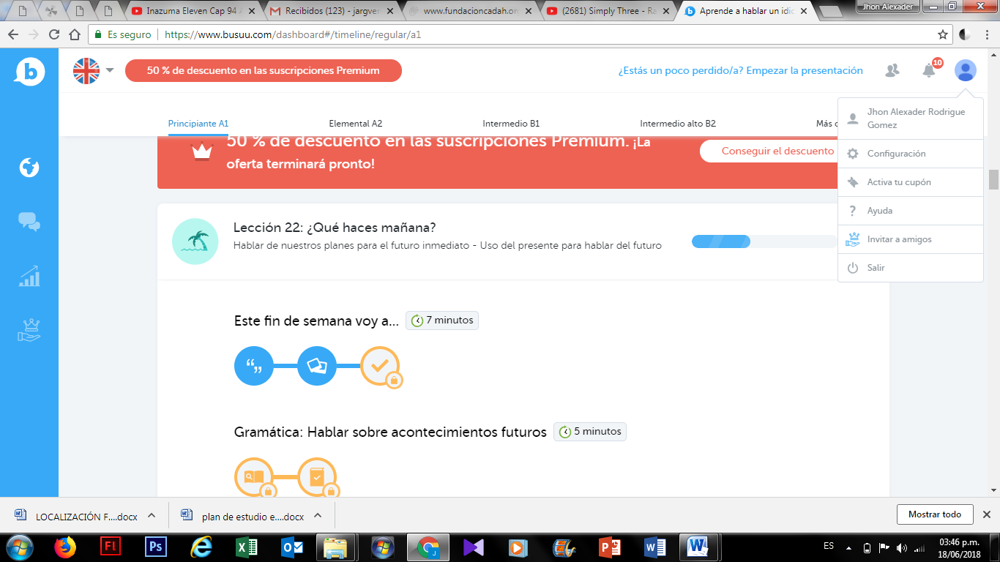 Inazuma Eleven Cap 94 A
Recibidos (123) - jargver
www.fundacioncadah.org
(2681) Simply Three - Ra
Aprende a hablar un idio
Jhon Alexader
Es seguro
https://www.busuu.com/dashboard#/timeline/regular/a1
50 % de descuento en las suscripciones Premium
¿Estás un poco perdido/a? Empezar la presentación
10
Principiante A1
Elemental A2
Intermedio B1
Intermedio alto B2
Más
50 % de descuento en las suscripciones Premium. ¡La
oferta terminará pronto!
Conseguir el descuento
Jhon Alexader Rodrigue
Gomez
Configuración
Activa tu cupón
Ayuda
Invitar a amigos
Salir
Lección 22: ¿Qué haces mañana?
Hablar de nuestros planes para el futuro inmediato - Uso del presente para hablar del futuro
Este fin de semana voy a...
7 minutos
Gramática: Hablar sobre acontecimientos futuros
5 minutos
LOCALIZACIÓN F....docx
plan de estudio e....docx
Mostrar todo
ES
03:46 p.m.
18/06/2018